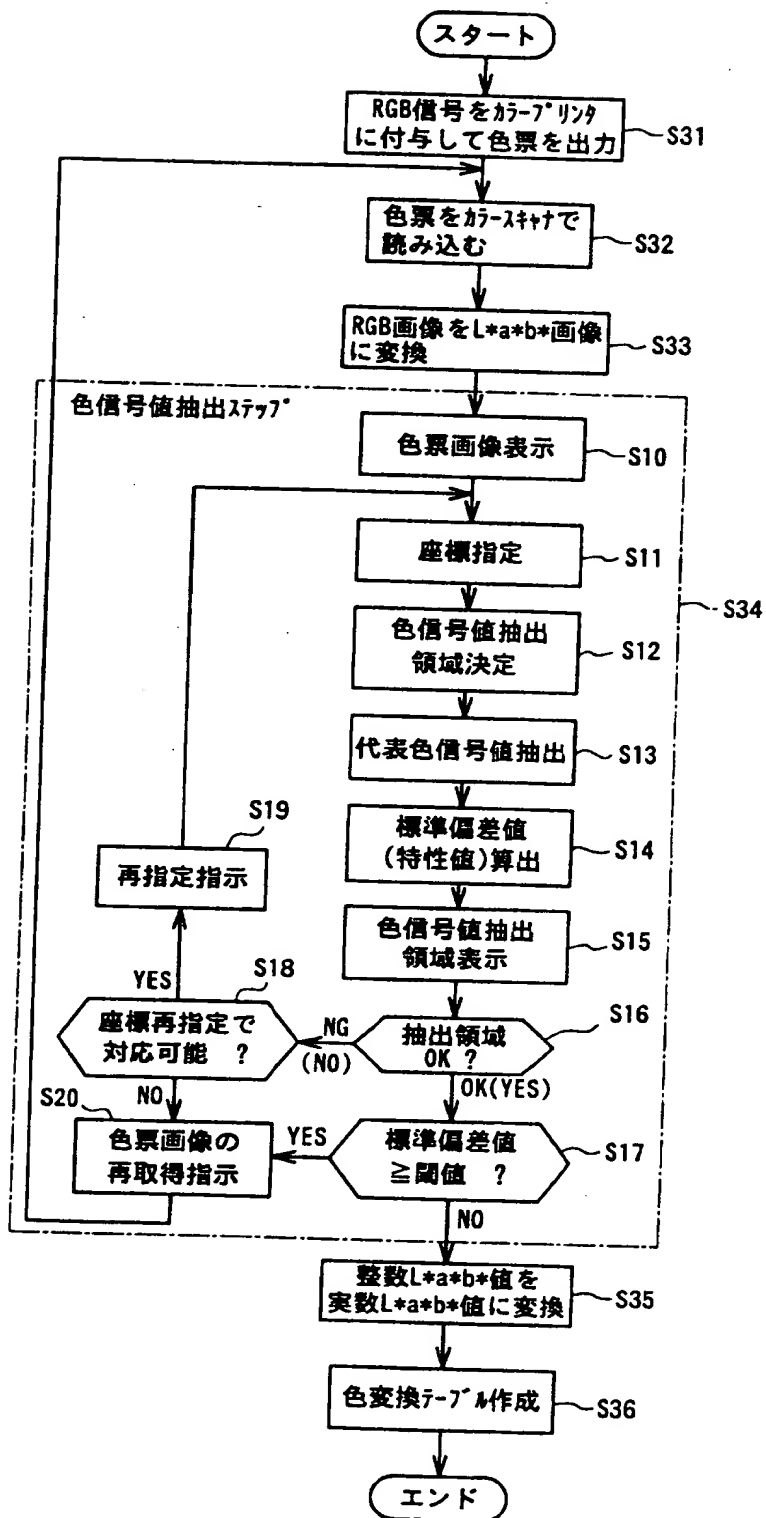 スタート
RGB信号をｶﾗｰﾌﾟﾘﾝﾀ
に付与して色票を出力
S31
色票をｶﾗｰｽｷｬﾅで
読み込む
S32
RGB画像をL*a*b*画像
に変換
S33
色信号値抽出ｽﾃｯﾌﾟ
色票画像表示
S10
座標指定
S11
S34
色信号値抽出
領域決定
S12
代表色信号値抽出
S13
標準偏差値
(特性値)算出
S14
S19
再指定指示
色信号値抽出
領域表示
S15
YES
S18
座標再指定で
対応可能 ?
NG
(NO)
抽出領域
OK ?
S16
NO
OK(YES)
S20
色票画像の
再取得指示
YES
標準偏差値
≧閾値 ?
S17
NO
整数L*a*b*値を
実数L*a*b*値に変換
S35
色変換ﾃｰﾌﾞﾙ作成
S36
エンド